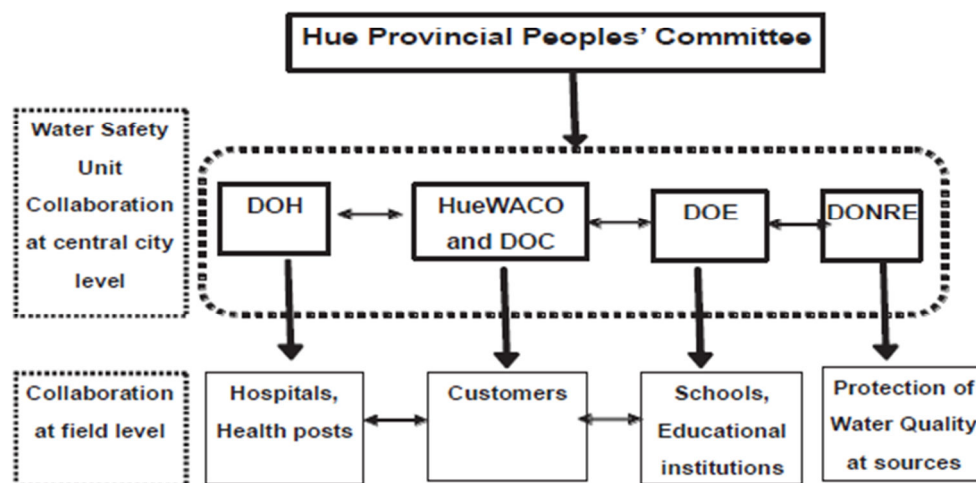 Hue Provincial Peoples' Committee
Water Safety
Unit
Collaboration
at central city
level
DOH
HueWACO
and DOC
DOE
DONRE
Collaboration
at field level
Hospitals,
Health posts
Customers
Schools,
Educational
institutions
Protection of
Water Quality
at sources